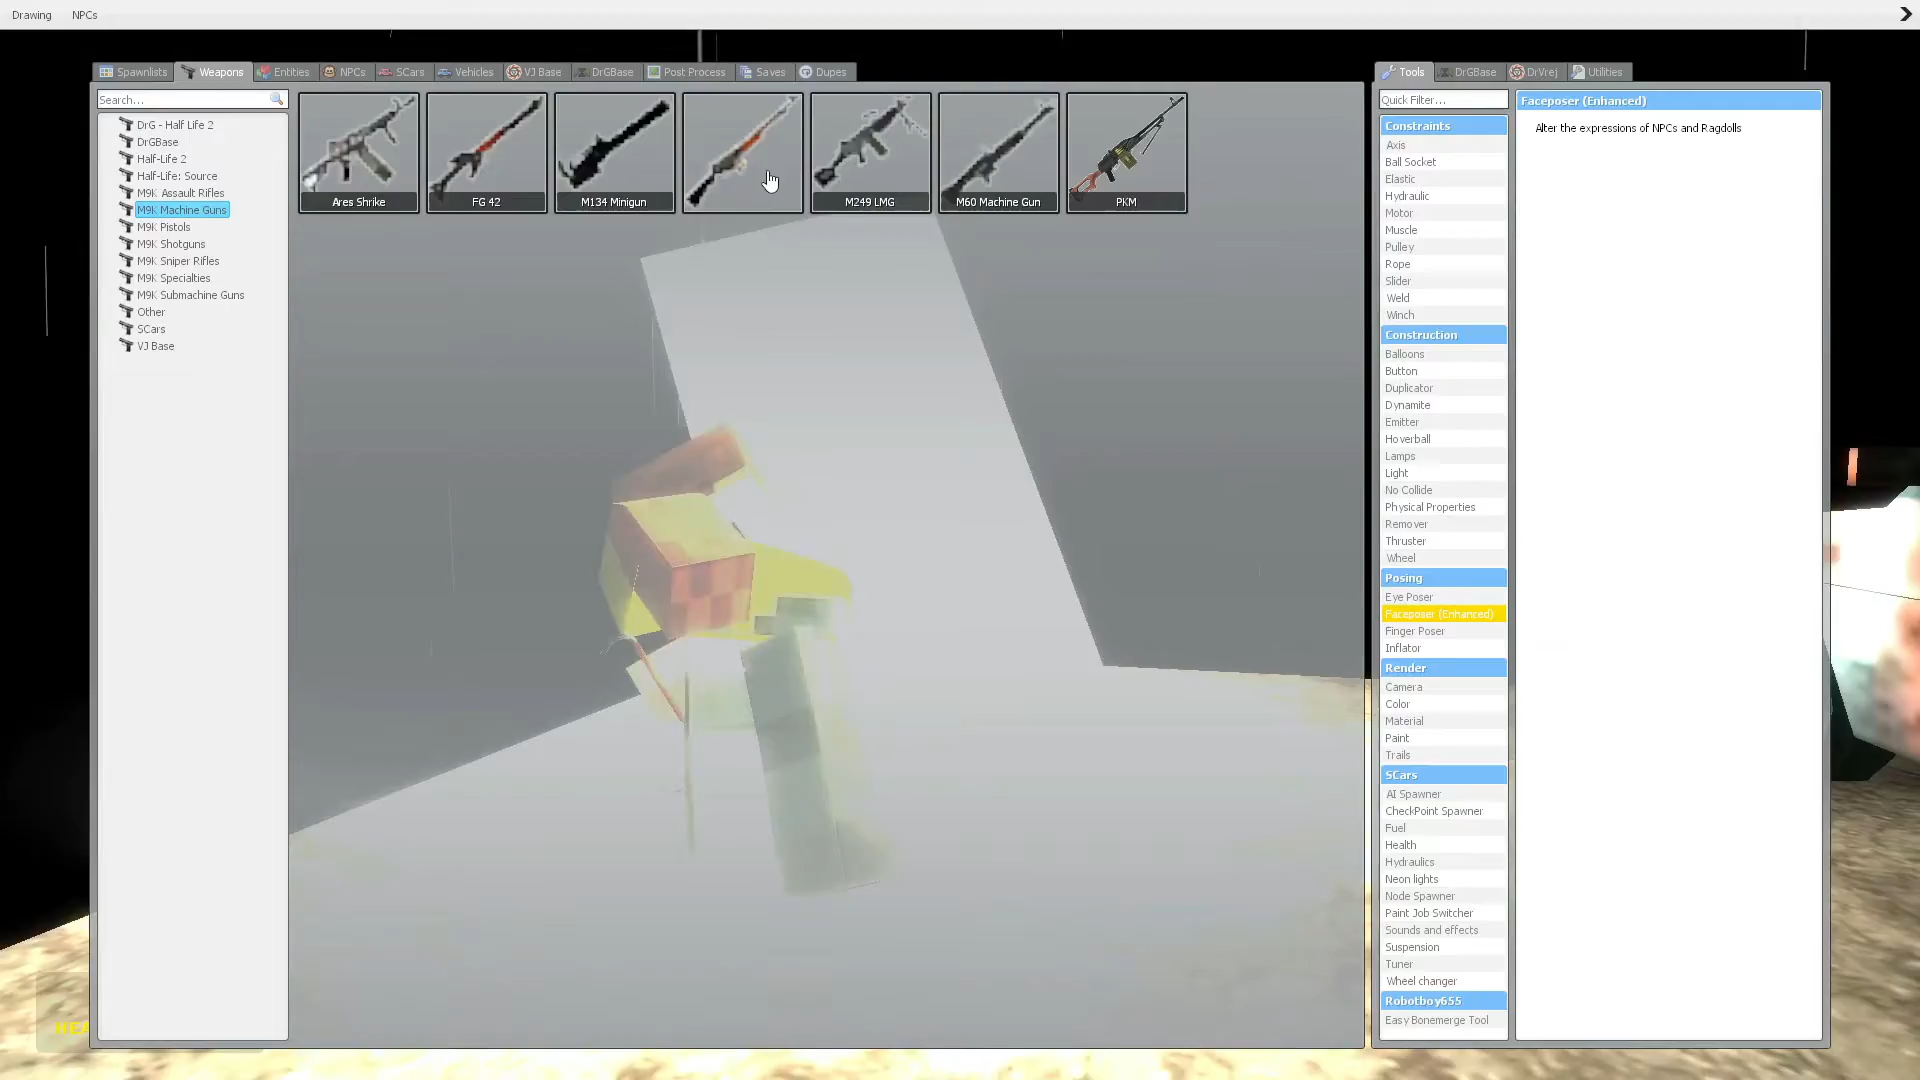 Drawing NPCs
Spawnlists Weapons Entities NPCs SCars Vehicles VJ Base DrGBase Post Process Saves Dupes
Search...
DrG - Half Life 2
DrGBase
Half-Life 2
Half-Life: Source
M9K Assault Rifles
M9K Machine Guns
M9K Pistols
M9K Shotguns
M9K Sniper Rifles
M9K Specialties
M9K Submachine Guns
Other
SCars
VJ Base
Ares Shrike
FG 42
M134 Minigun
M249 LMG
M60 Machine Gun
PKM
Tools DrGBase DrVrej Utilities
Quick Filter...
Constraints
Axis
Ball Socket
Elastic
Hydraulic
Motor
Muscle
Pulley
Rope
Slider
Weld
Winch
Construction
Balloons
Button
Duplicator
Dynamite
Emitter
Hoverball
Lamps
Light
No Collide
Physical Properties
Remover
Thruster
Wheel
Posing
Eye Poser
Faceposer (Enhanced)
Finger Poser
Inflator
Render
Camera
Color
Material
Paint
Trails
SCars
AI Spawner
CheckPoint Spawner
Fuel
Health
Hydraulics
Neon lights
Node Spawner
Paint Job Switcher
Sounds and effects
Suspension
Tuner
Wheel changer
Robotboy655
Easy Bonemerge Tool
Faceposer (Enhanced)
Alter the expressions of NPCs and Ragdolls